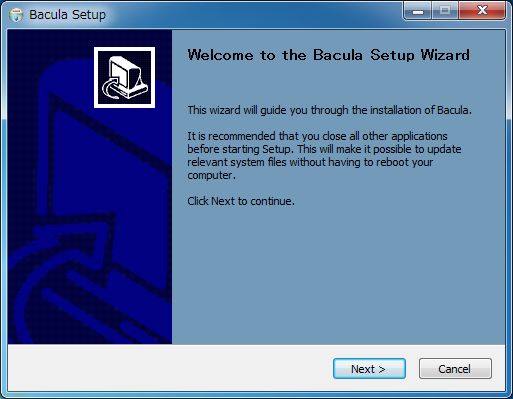 Bacula Setup
Welcome to the Bacula Setup Wizard
This wizard will guide you through the installation of Bacula.
It is recommended that you close all other applications
before starting Setup. This will make it possible to update
relevant system files without having to reboot your
computer.
Click Next to continue.
Next >
Cancel